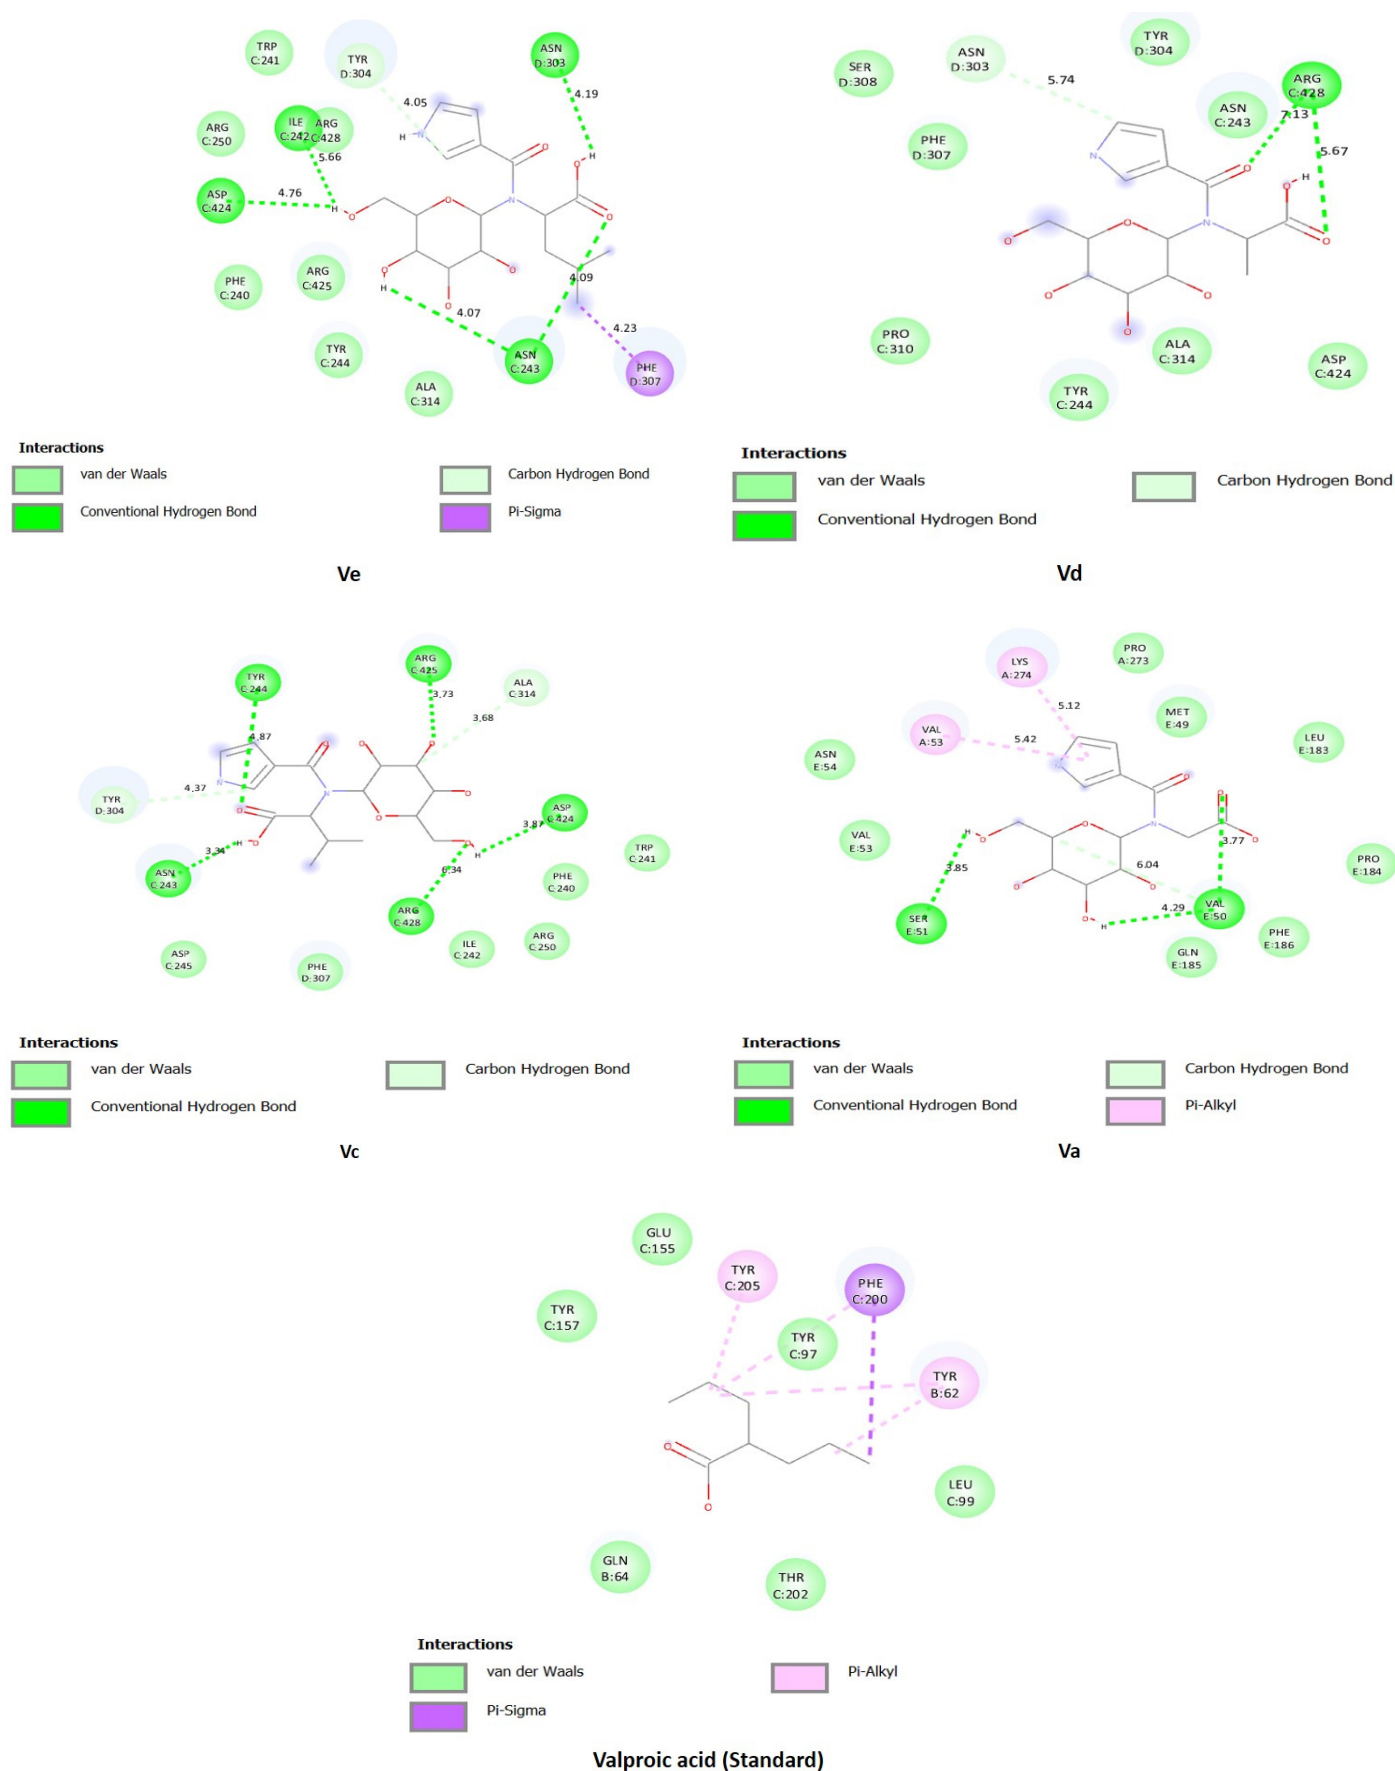 TRP
C:241
TYR
D:304
ASN
D:303
4.05
4.19
H
N
ARG
C:250
ILE
C:242
ARG
C:428
5.66
ASP
C:424
4.76
H
O
O
N
O
O
H
O
PHE
C:240
ARG
C:425
O
H
O
O
4.09
4.07
4.23
TYR
C:244
ASN
C:243
PHE
D:307
ALA
C:314
Interactions
van der Waals
Carbon Hydrogen Bond
Conventional Hydrogen Bond
Pi-Sigma
Ve
SER
D:308
ASN
D:303
TYR
D:304
5.74
ARG
C:428
ASN
C:243
7.13
PHE
D:307
5.67
N
O
O
H
O
O
N
O
O
O
O
PRO
C:310
ALA
C:314
ASP
C:424
TYR
C:244
Interactions
van der Waals
Carbon Hydrogen Bond
Conventional Hydrogen Bond
Vd
TYR
C:244
ARG
C:425
ALA
C:314
3.73
3.68
4.87
O
O
O
N
4.37
TYR
D:304
O
N
O
O
H
O
3.34
O
H
3.87
ASP
C:424
6.34
ASN
C:243
TRP
C:241
PHE
C:240
ARG
C:428
ILE
C:242
ARG
C:250
ASP
C:245
PHE
D:307
Interactions
van der Waals
Carbon Hydrogen Bond
Conventional Hydrogen Bond
Vc
LYS
A:274
PRO
A:273
5.12
MET
E:49
VAL
A:53
5.42
LEU
E:183
ASN
E:54
N
O
O
H
O
O
N
O
3.77
VAL
E:53
3.85
6.04
O
O
O
H
4.29
PRO
E:184
SER
E:51
VAL
E:50
PHE
E:186
GLN
E:185
Interactions
van der Waals
Carbon Hydrogen Bond
Conventional Hydrogen Bond
Pi-Alkyl
Va
GLU
C:155
TYR
C:205
PHE
C:200
TYR
C:157
TYR
C:97
TYR
B:62
O
O
LEU
C:99
GLN
B:64
THR
C:202
Interactions
van der Waals
Pi-Alkyl
Pi-Sigma
Valproic acid (Standard)